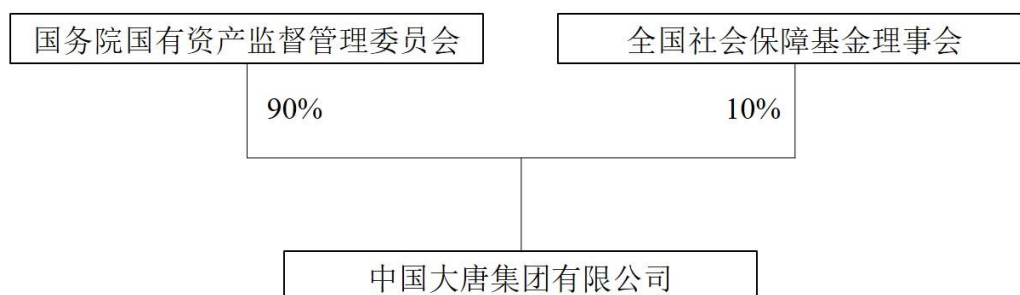 国务院国有资产监督管理委员会
全国社会保障基金理事会
90%
10%
中国大唐集团有限公司